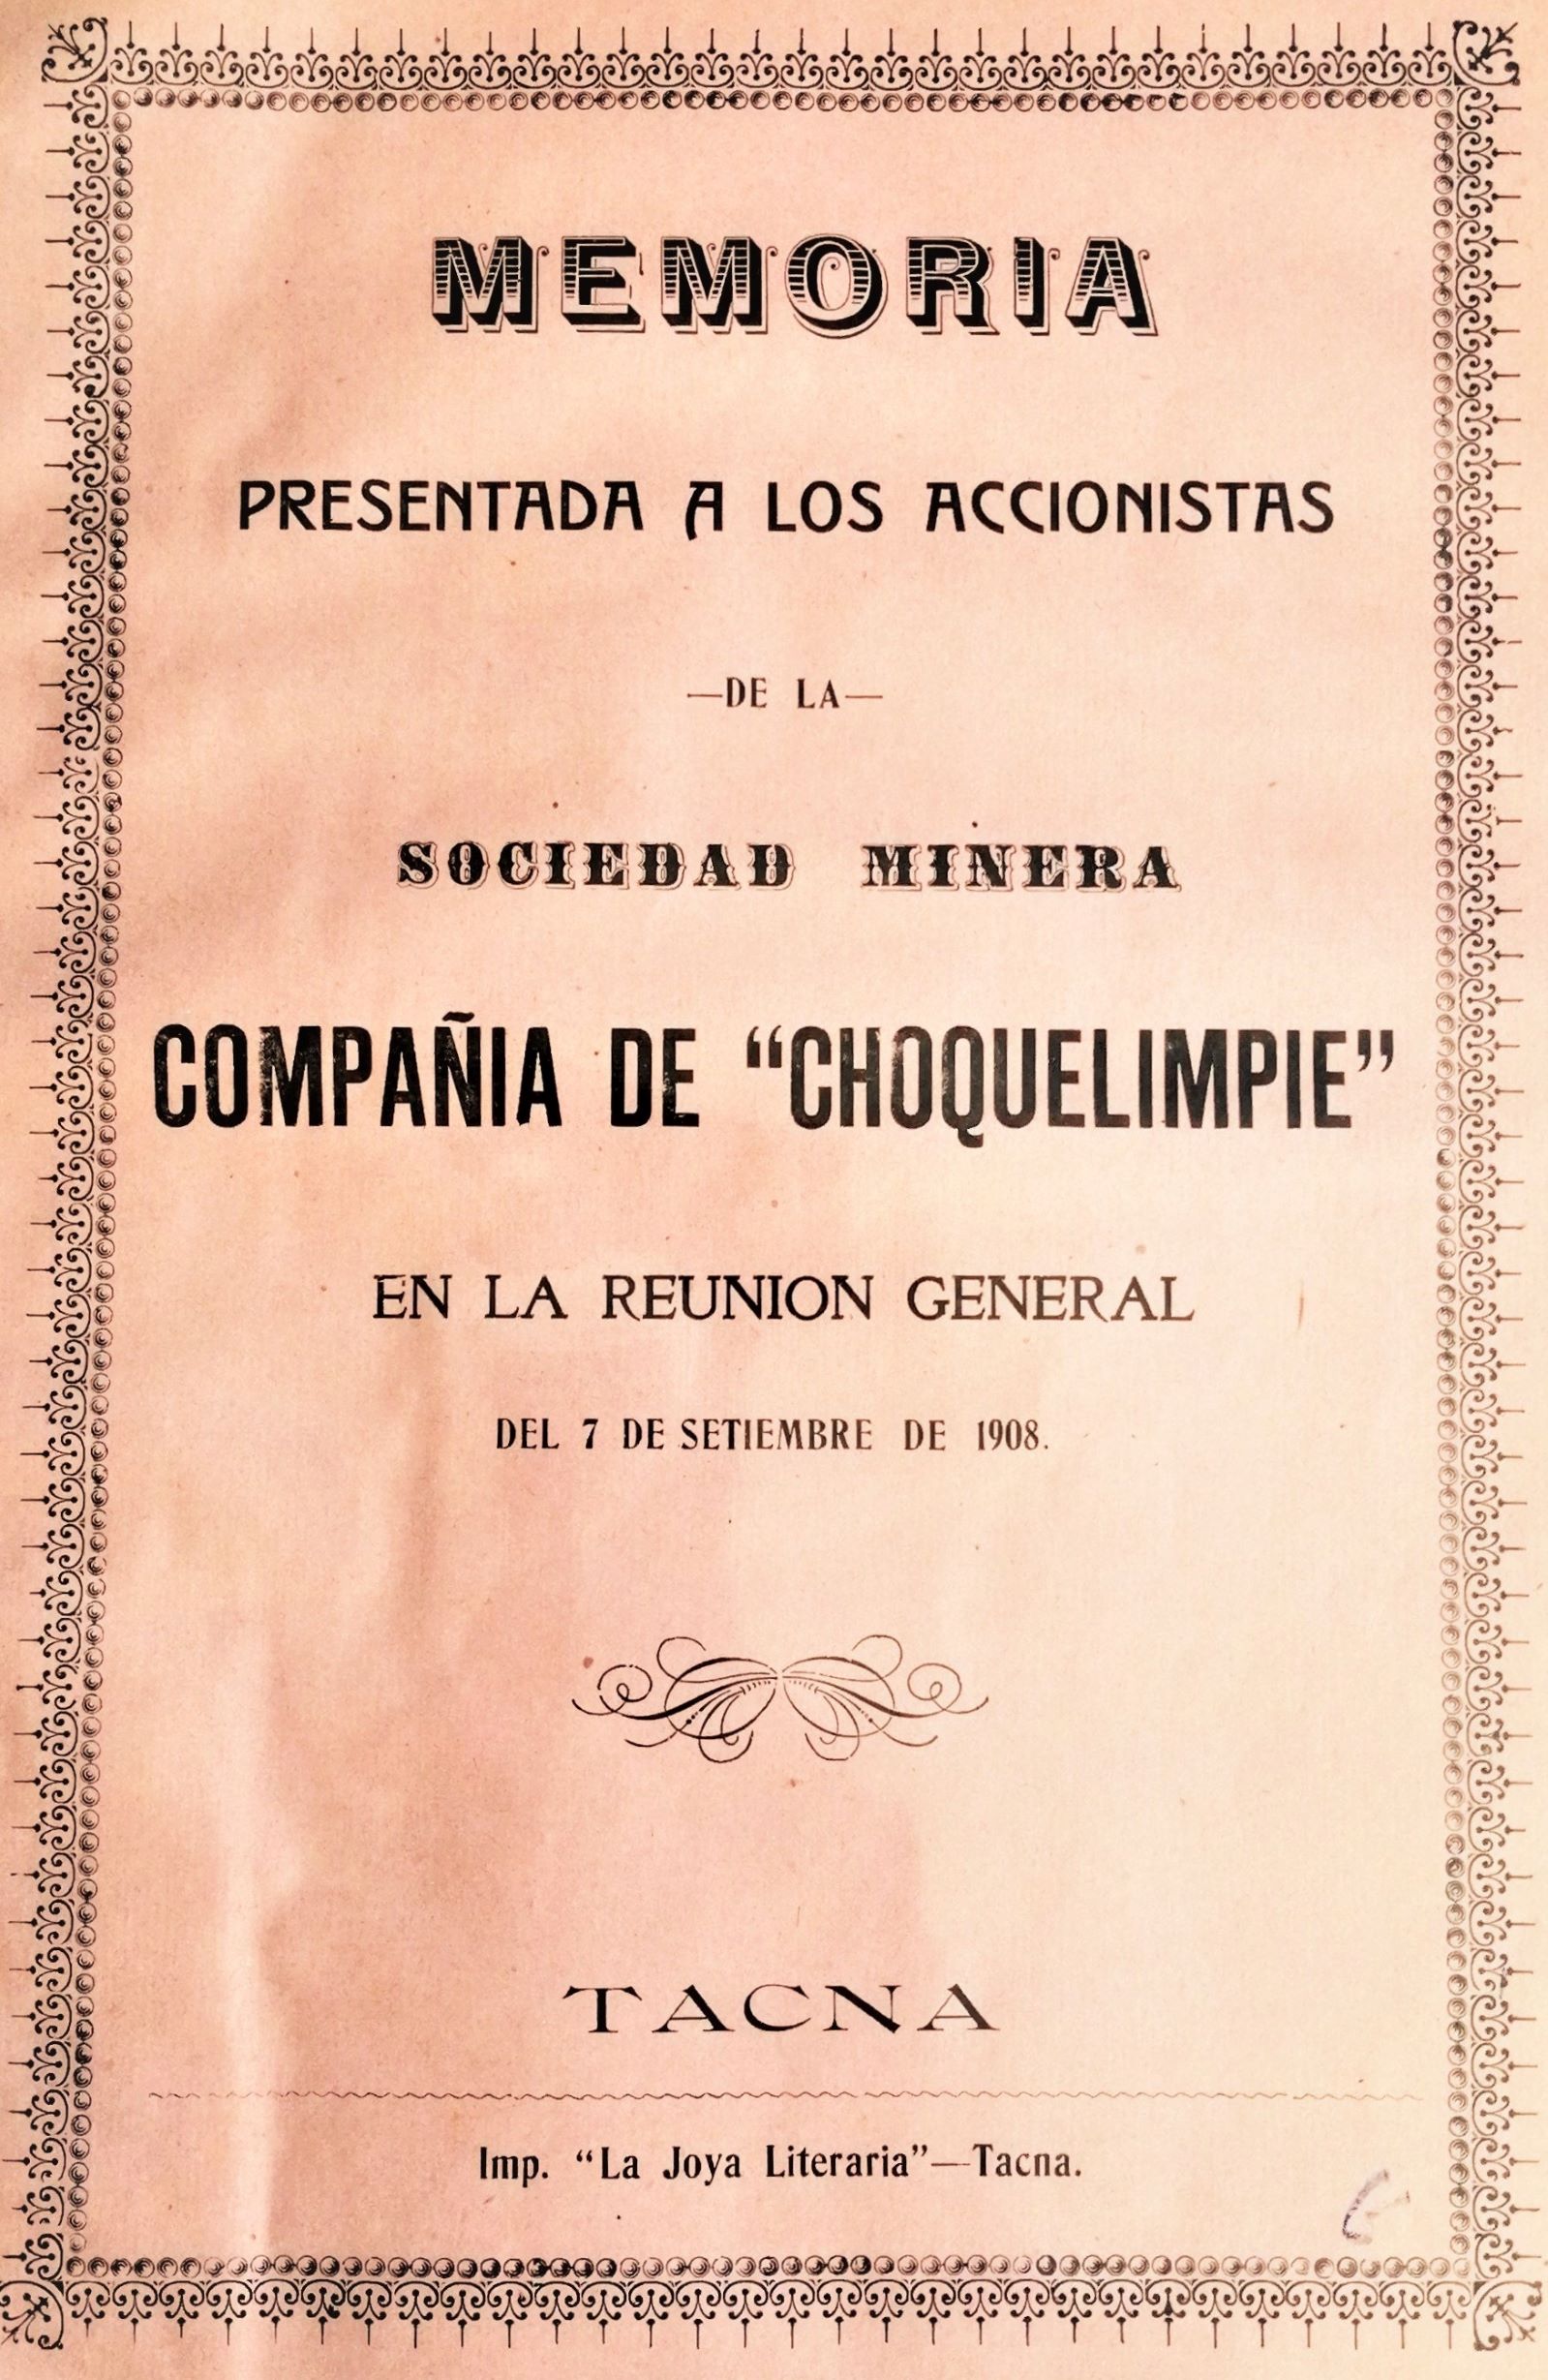 MEMORIA
PRESENTADA A LOS ACCIONISTAS
—DE LA—
SOCIEDAD MINERA
COMPAÑIA DE “CHOQUELIMPIE”
EN LA REUNION GENERAL
DEL 7 DE SETIEMBRE DE 1908.
TACNA
Imp. “La Joya Literaria”—Tacna.